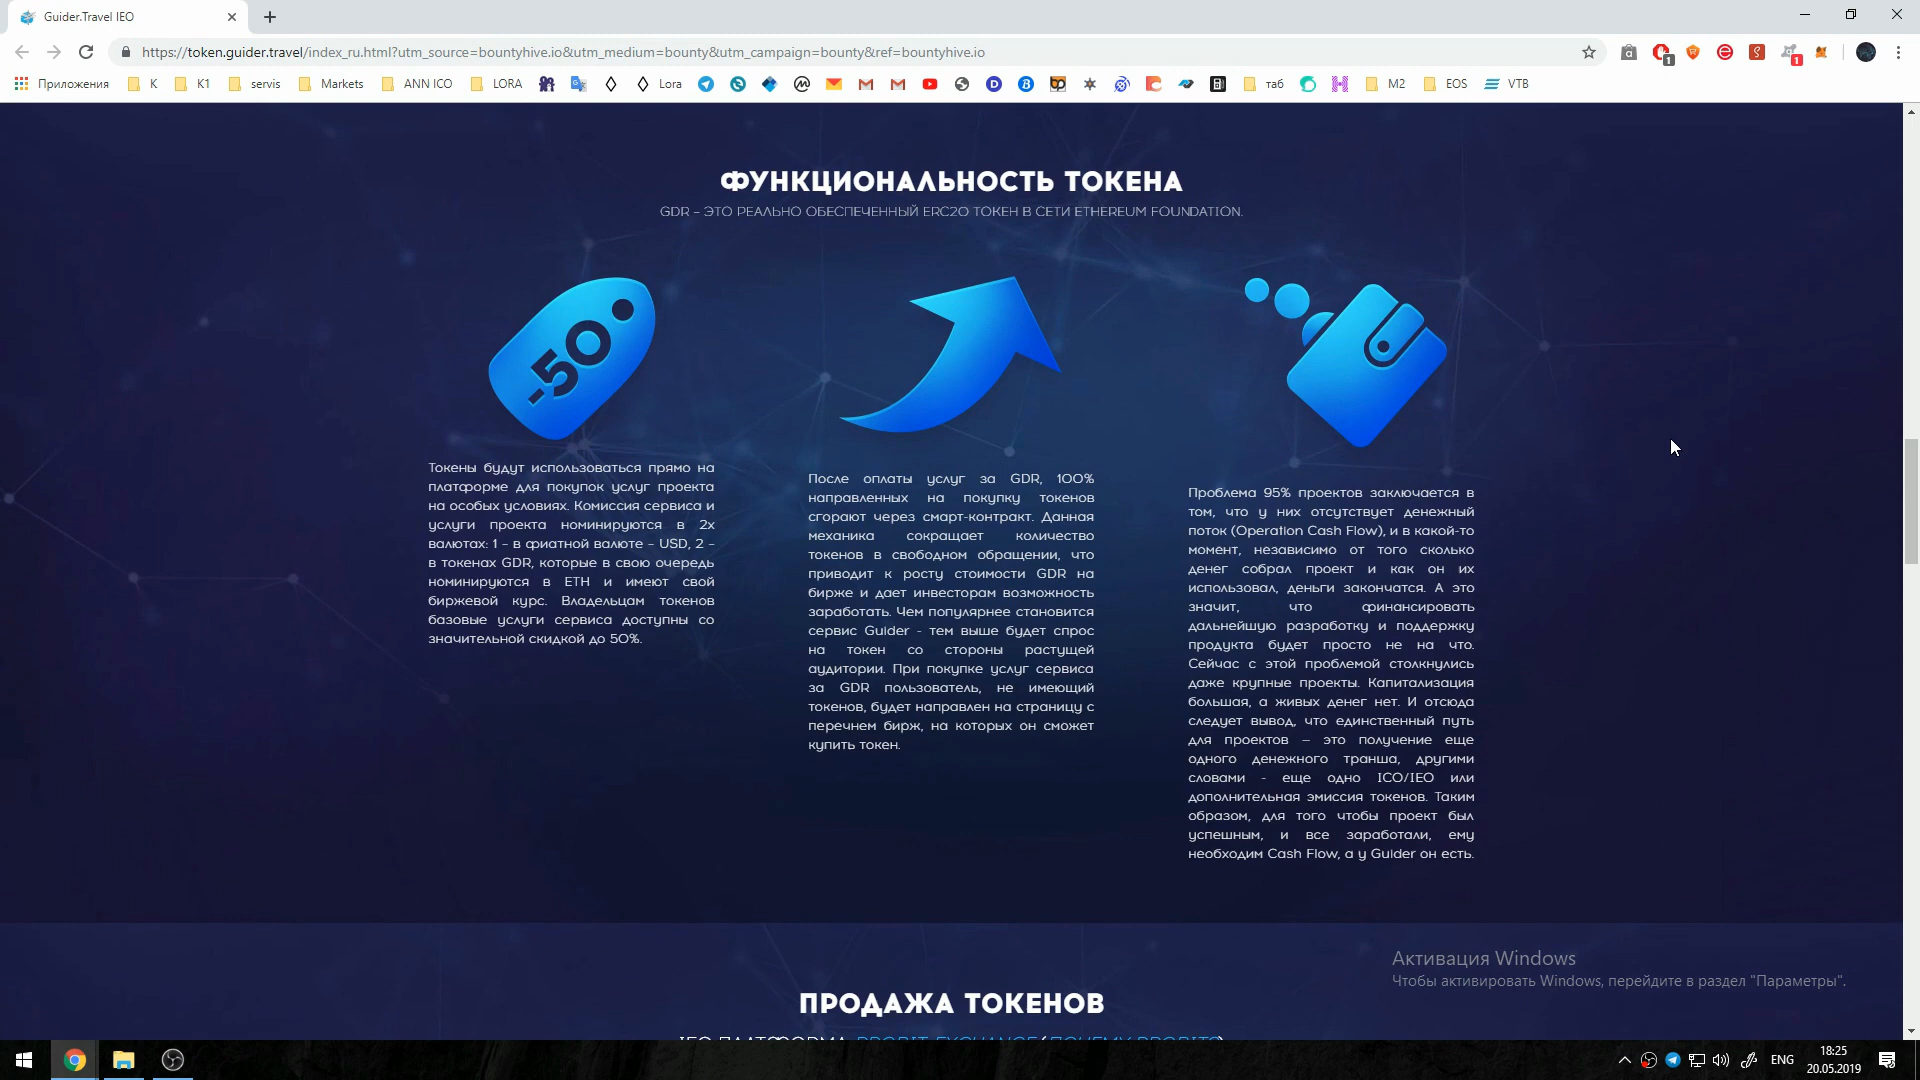 Guider.Travel IEO
https://token.guider.travel/index_ru.html?utm_source=bountyhive.io&utm_medium=bounty&utm_campaign=bounty&ref=bountyhive.io
1
1
Приложения K K1 servis Markets ANN ICO LORA Lora таб M2 EOS VTB
ФУНКЦИОНАЛЬНОСТЬ ТОКЕНА
GDR – ЭТО РЕАЛЬНО ОБЕСПЕЧЕННЫЙ ERC20 ТОКЕН В СЕТИ ETHEREUM FOUNDATION.
-50
Токены будут использоваться прямо на
платформе для покупок услуг проекта
на особых условиях. Комиссия сервиса и
услуги проекта номинируются в 2х
валютах: 1 – в фиатной валюте – USD, 2 –
в токенах GDR, которые в свою очередь
номинируются в ETH и имеют свой
биржевой курс. Владельцам токенов
базовые услуги сервиса доступны со
значительной скидкой до 50%.
После оплаты услуг за GDR, 100%
направленных на покупку токенов
сгорают через смарт-контракт. Данная
механика сокращает количество
токенов в свободном обращении, что
приводит к росту стоимости GDR на
бирже и дает инвесторам возможность
заработать. Чем популярнее становится
сервис Guider - тем выше будет спрос
на токен со стороны растущей
аудитории. При покупке услуг сервиса
за GDR пользователь, не имеющий
токенов, будет направлен на страницу с
перечнем бирж, на которых он сможет
купить токен.
Проблема 95% проектов заключается в
том, что у них отсутствует денежный
поток (Operation Cash Flow), и в какой-то
момент, независимо от того сколько
денег собрал проект и как он их
использовал, деньги закончатся. А это
значит, что финансировать
дальнейшую разработку и поддержку
продукта будет просто не на что.
Сейчас с этой проблемой столкнулись
даже крупные проекты. Капитализация
большая, а живых денег нет. И отсюда
следует вывод, что единственный путь
для проектов – это получение еще
одного денежного транша, другими
словами - еще одно ICO/IEO или
дополнительная эмиссия токенов. Таким
образом, для того чтобы проект был
успешным, и все заработали, ему
необходим Cash Flow, а у Guider он есть.
Активация Windows
Чтобы активировать Windows, перейдите в раздел "Параметры".
ПРОДАЖА ТОКЕНОВ
IEO ПЛАТФОРМА: PROBIT EXCHANGE (ПОЧЕМУ PROBIT?)
ENG
18:25
20.05.2019